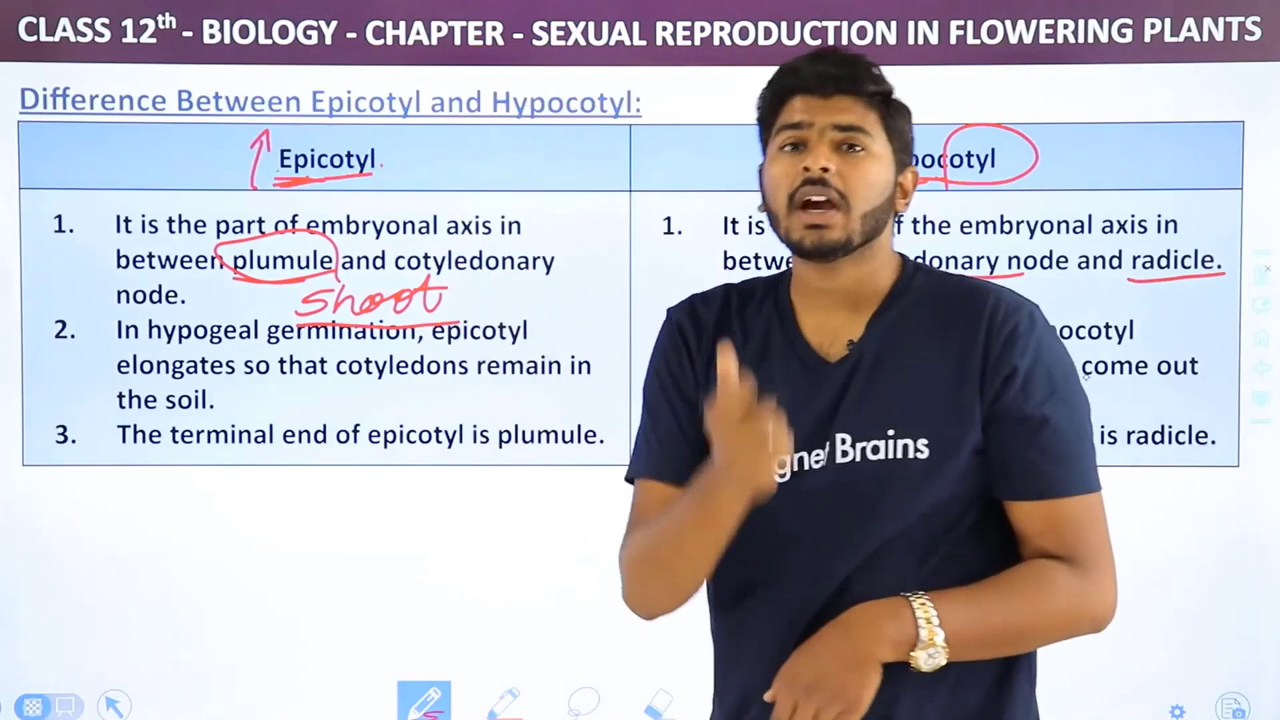 CLASS 12th - BIOLOGY - CHAPTER - SEXUAL REPRODUCTION IN FLOWERING PLANTS
Difference Between Epicotyl and Hypocotyl:
Epicotyl
ocotyl
1. It is the part of embryonal axis in
between plumule and cotyledonary
node.
shoot
2. In hypogeal germination, epicotyl
elongates so that cotyledons remain in
the soil.
3. The terminal end of epicotyl is plumule.
1. It is f the embryonal axis in
betwe donary node and radicle.
ocotyl
come out
is radicle.
gnet Brains